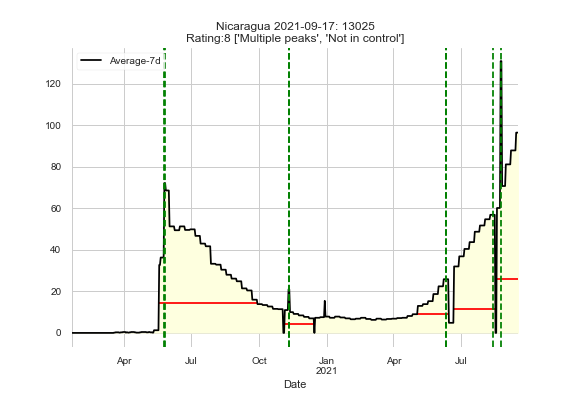 Nicaragua 2021-09-17: 13025
Rating:8 ['Multiple peaks', 'Not in control']
Average-7d
120
100
80
60
40
20
0
Apr
Jul
Oct
Jan
2021
Apr
Jul
Date